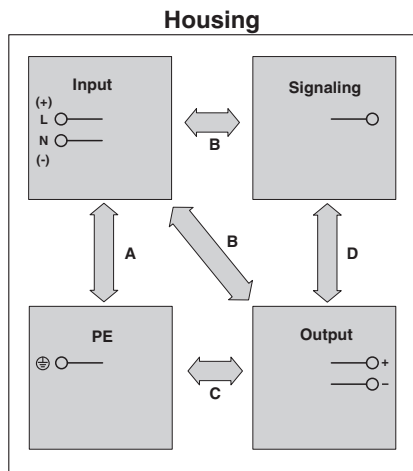 Housing
Input
(+)
L
N
(-)
Signaling
B
A
B
D
PE
Output
+
–
C